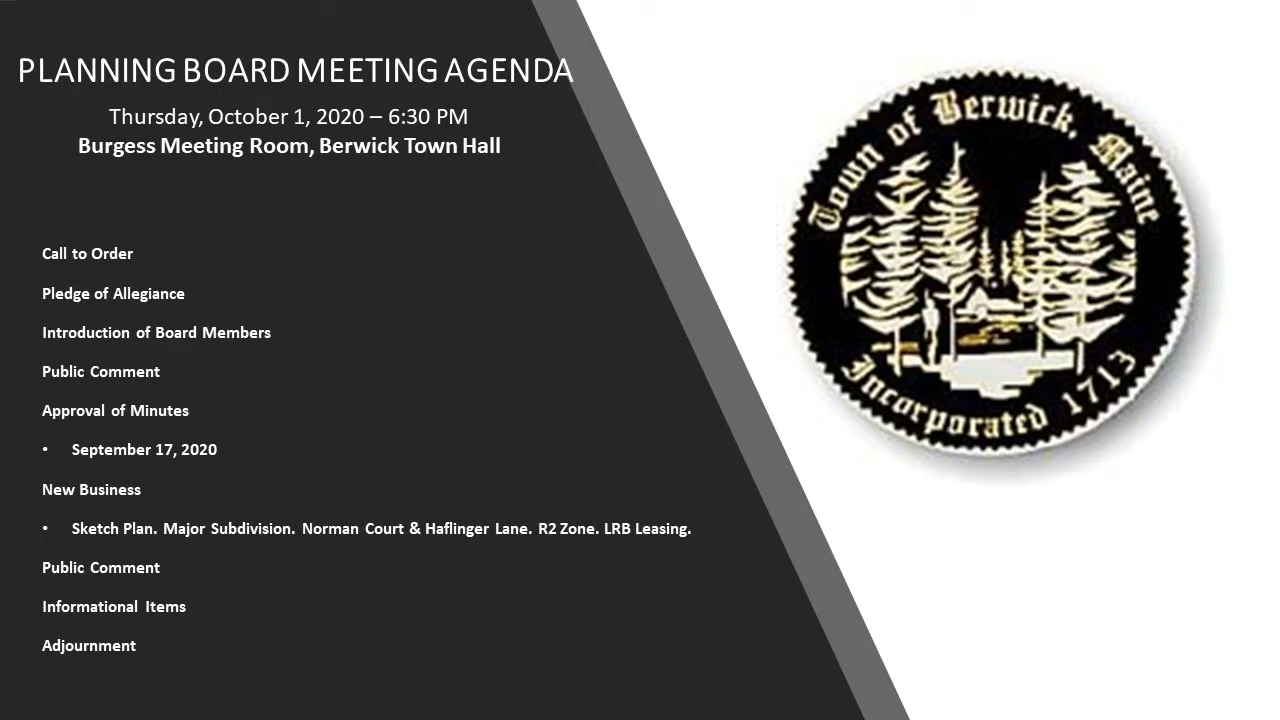 PLANNING BOARD MEETING AGENDA
Thursday, October 1, 2020 – 6:30 PM
Burgess Meeting Room, Berwick Town Hall
Call to Order
Pledge of Allegiance
Introduction of Board Members
Public Comment
Approval of Minutes
• September 17, 2020
New Business
• Sketch Plan. Major Subdivision. Norman Court & Haflinger Lane. R2 Zone. LRB Leasing.
Public Comment
Informational Items
Adjournment
Town of Berwick, Maine
Incorporated 1713